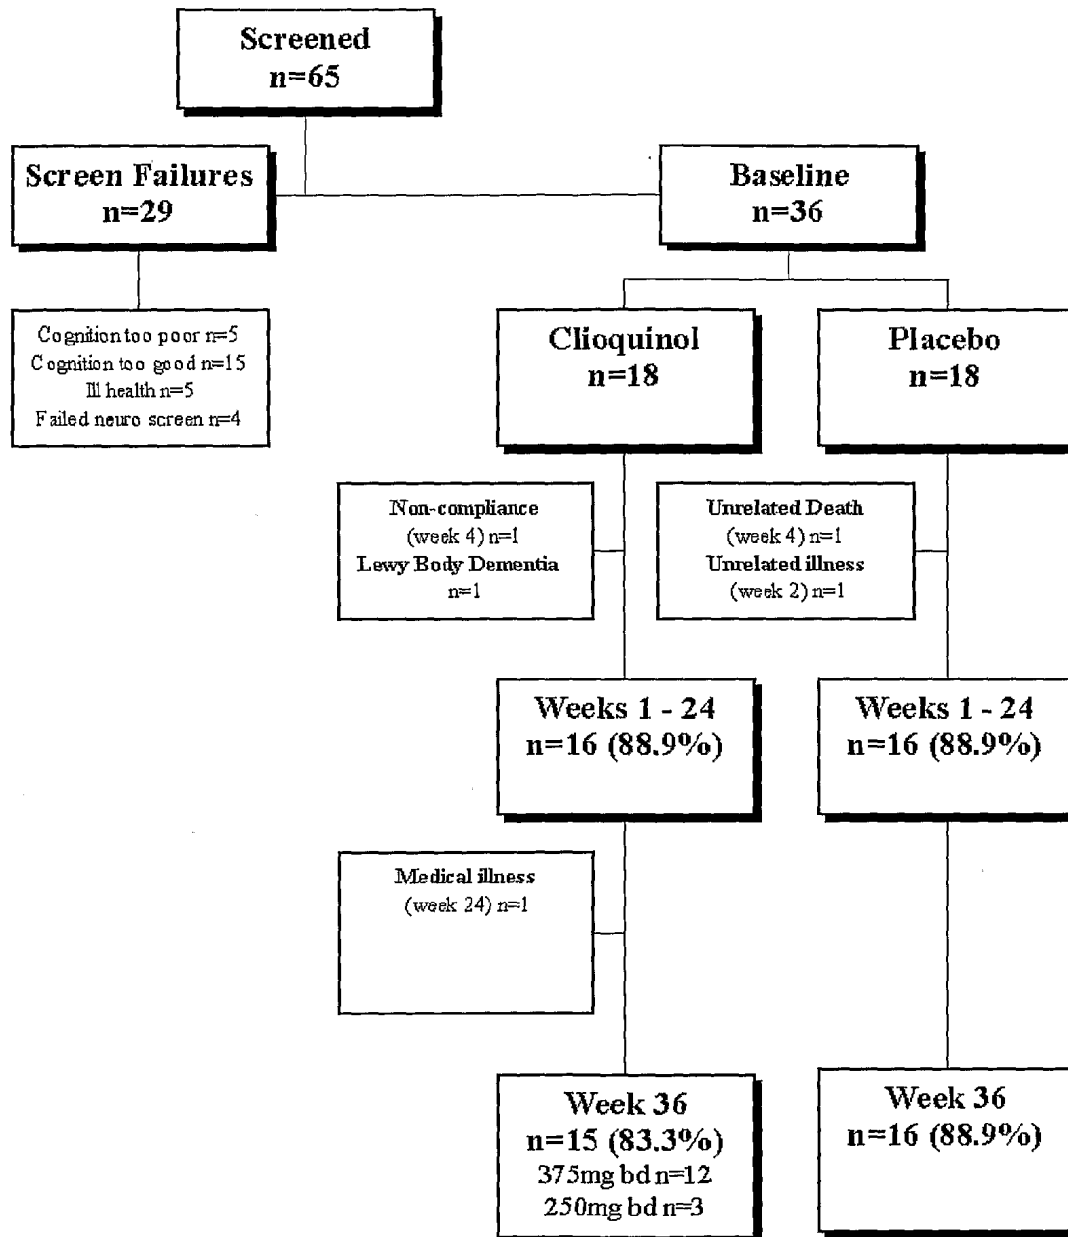 Screened
n=65
Screen Failures
n=29
Baseline
n=36
Cognition too poor n=5
Cognition too good n=15
Ill health n=5
Failed neuro screen n=4
Clioquinol
n=18
Placebo
n=18
Non-compliance
(week 4) n=1
Lewy Body Dementia
n=1
Unrelated Death
(week 4) n=1
Unrelated illness
(week 2) n=1
Weeks 1 - 24
n=16 (88.9%)
Weeks 1 - 24
n=16 (88.9%)
Medical illness
(week 24) n=1
Week 36
n=15 (83.3%)
375mg bd n=12
250mg bd n=3
Week 36
n=16 (88.9%)